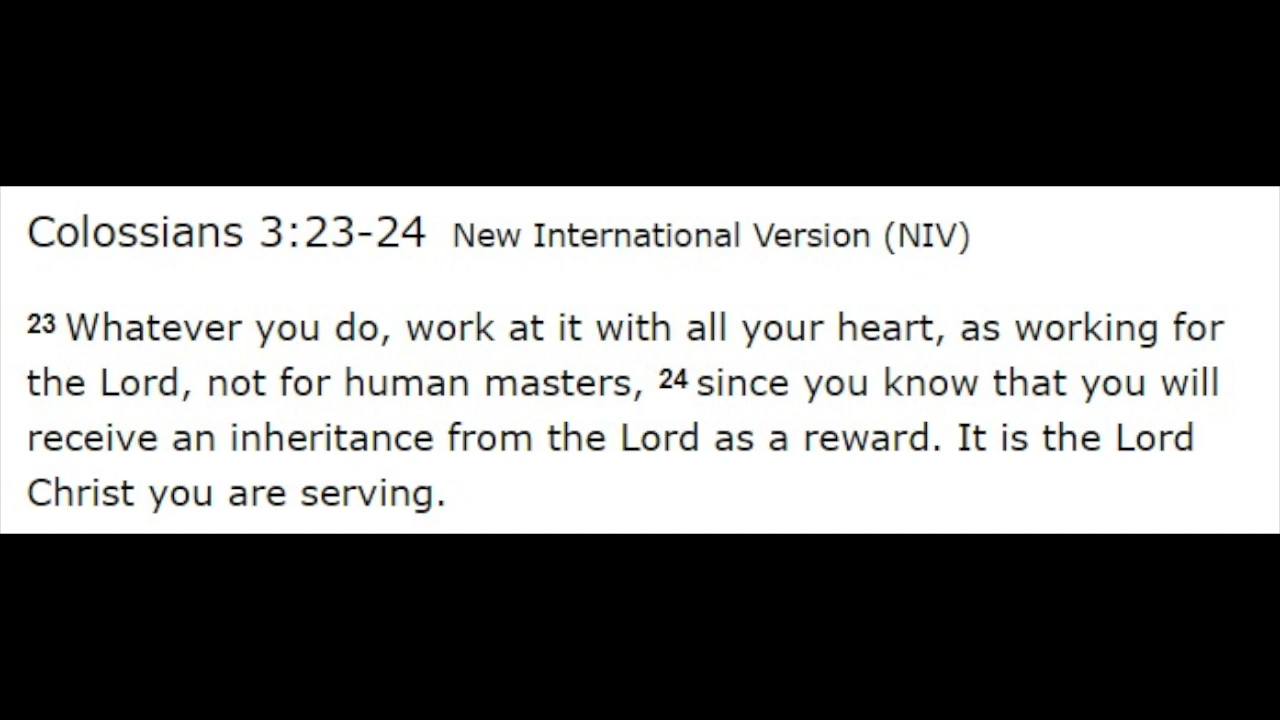 Colossians 3:23-24 New International Version (NIV)
23 Whatever you do, work at it with all your heart, as working for
the Lord, not for human masters, 24 since you know that you will
receive an inheritance from the Lord as a reward. It is the Lord
Christ you are serving.